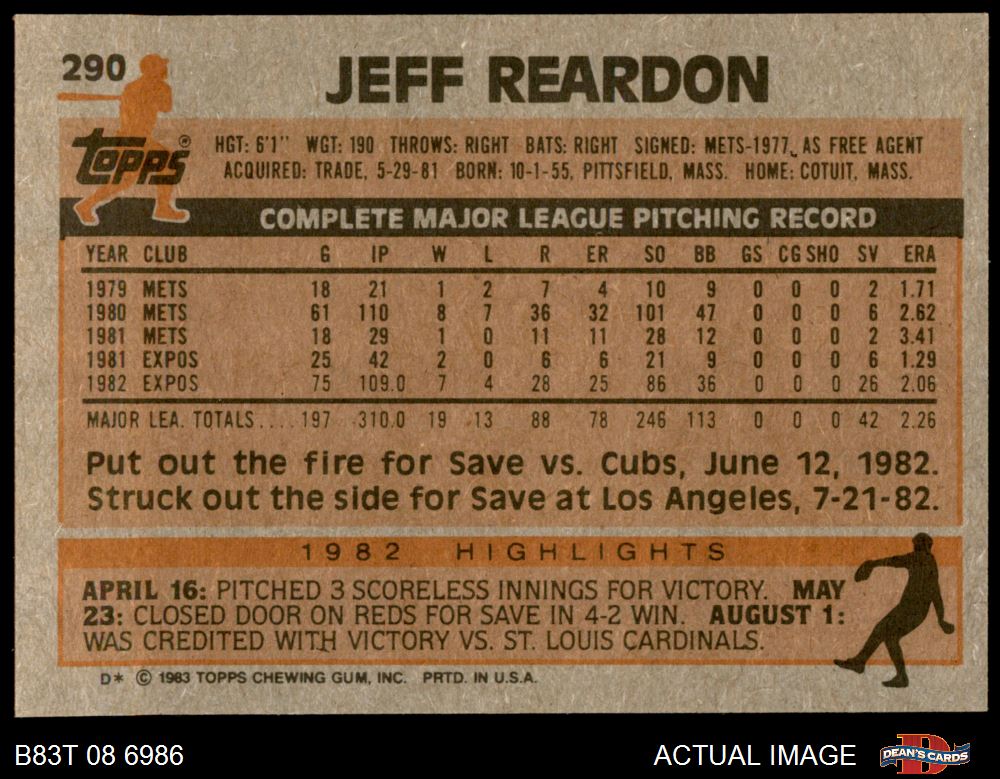 290
JEFF REARDON
TOPPS®
HGT: 6'1" WGT: 190 THROWS: RIGHT BATS: RIGHT SIGNED: METS-1977, AS FREE AGENT
ACQUIRED: TRADE, 5-29-81 BORN: 10-1-55, PITTSFIELD, MASS. HOME: COTUIT, MASS.
COMPLETE MAJOR LEAGUE PITCHING RECORD
YEAR CLUB G IP W L R ER SO BB GS CG SHO SV ERA
1979 METS 18 21 1 2 7 4 10 9 0 0 0 2 1.71
1980 METS 61 110 8 7 36 32 101 47 0 0 0 6 2.62
1981 METS 18 29 1 0 11 11 28 12 0 0 0 2 3.41
1981 EXPOS 25 42 2 0 6 6 21 9 0 0 0 6 1.29
1982 EXPOS 75 109.0 7 4 28 25 86 36 0 0 0 26 2.06
MAJOR LEA. TOTALS.... 197 310.0 19 13 88 78 246 113 0 0 0 42 2.26
Put out the fire for Save vs. Cubs, June 12, 1982.
Struck out the side for Save at Los Angeles, 7-21-82.
1982 HIGHLIGHTS
APRIL 16: PITCHED 3 SCORELESS INNINGS FOR VICTORY. MAY
23: CLOSED DOOR ON REDS FOR SAVE IN 4-2 WIN. AUGUST 1:
WAS CREDITED WITH VICTORY VS. ST. LOUIS CARDINALS.
D* © 1983 TOPPS CHEWING GUM, INC. PRTD. IN U.S.A.
B83T 08 6986
ACTUAL IMAGE
DEAN'S CARDS